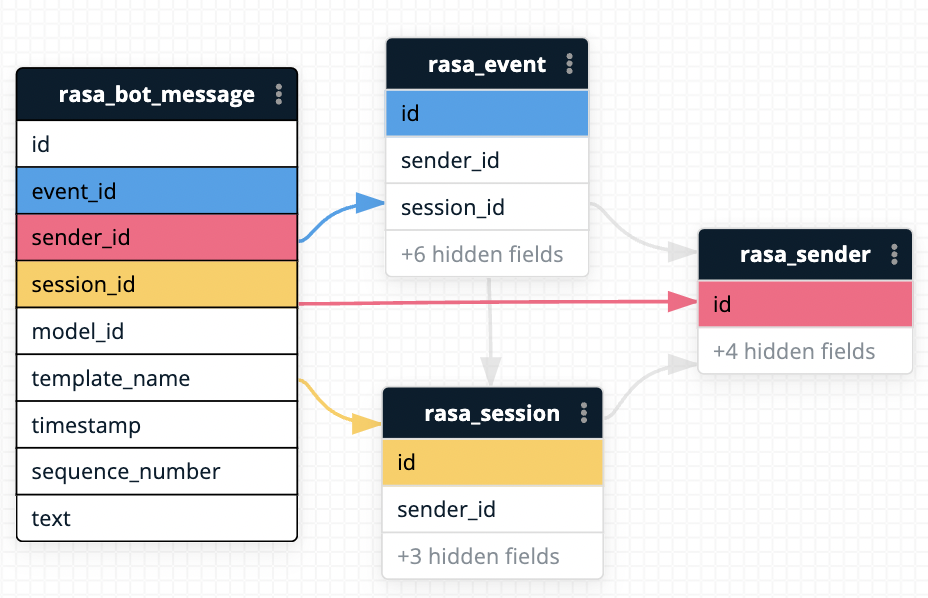 rasa_bot_message
id
event_id
sender_id
session_id
model_id
template_name
timestamp
sequence_number
text
rasa_event
id
sender_id
session_id
+6 hidden fields
rasa_session
id
sender_id
+3 hidden fields
rasa_sender
id
+4 hidden fields